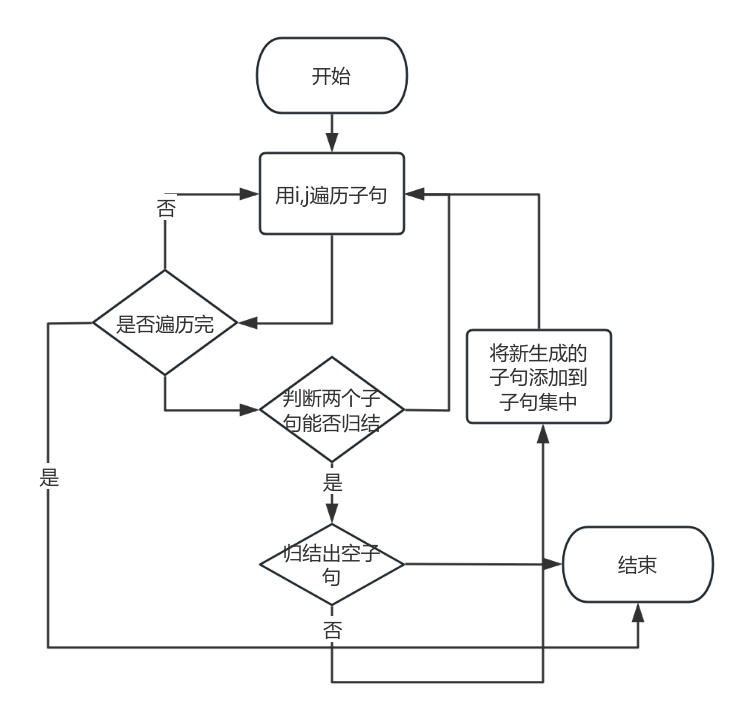 开始
用i,j遍历子句
否
是否遍历完
将新生成的
子句添加到
子句集中
判断两个子
句能否归结
是
是
归结出空子
句
结束
否